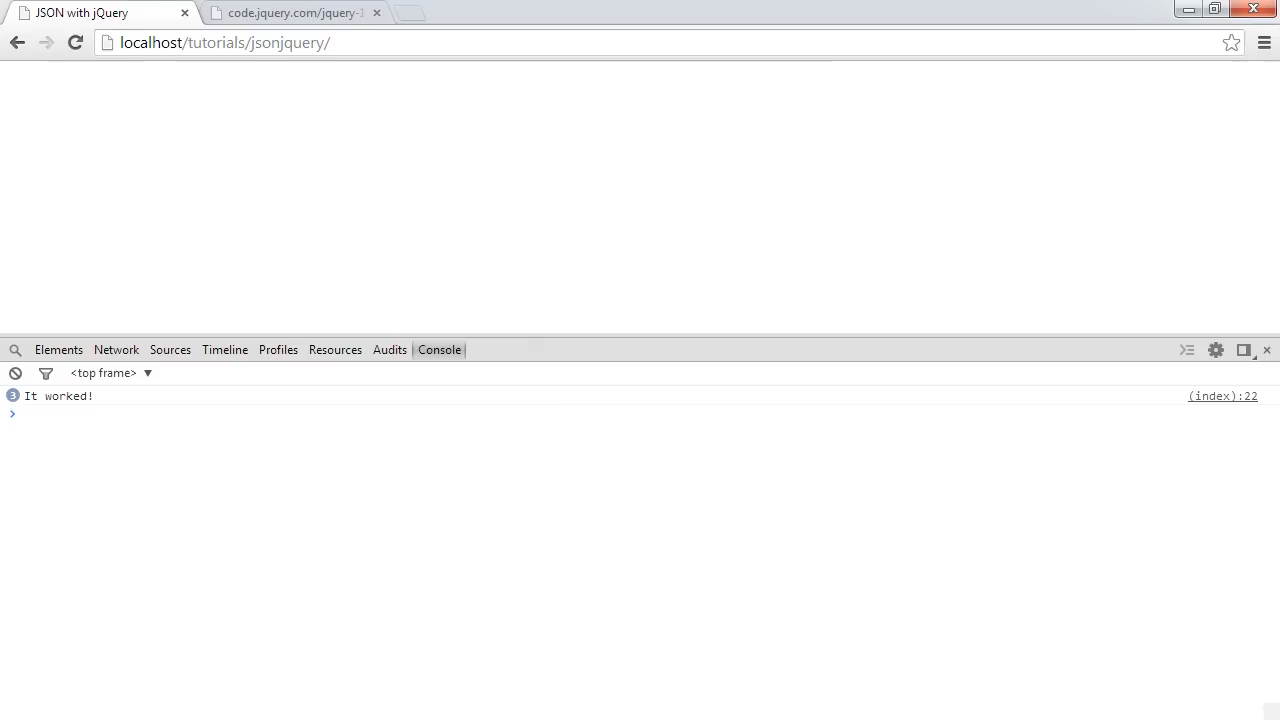 JSON with jQuery
code.jquery.com/jquery-1
localhost/tutorials/jsonjquery/
Elements Network Sources Timeline Profiles Resources Audits Console
<top frame>
3 It worked! (index):22